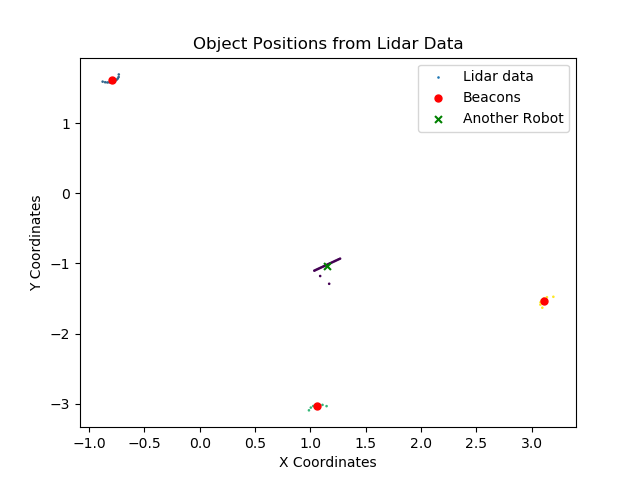 Object Positions from Lidar Data
Lidar data
Beacons
Another Robot
1
0
−1
−2
−3
Y Coordinates
−1.0 −0.5 0.0 0.5 1.0 1.5 2.0 2.5 3.0
X Coordinates